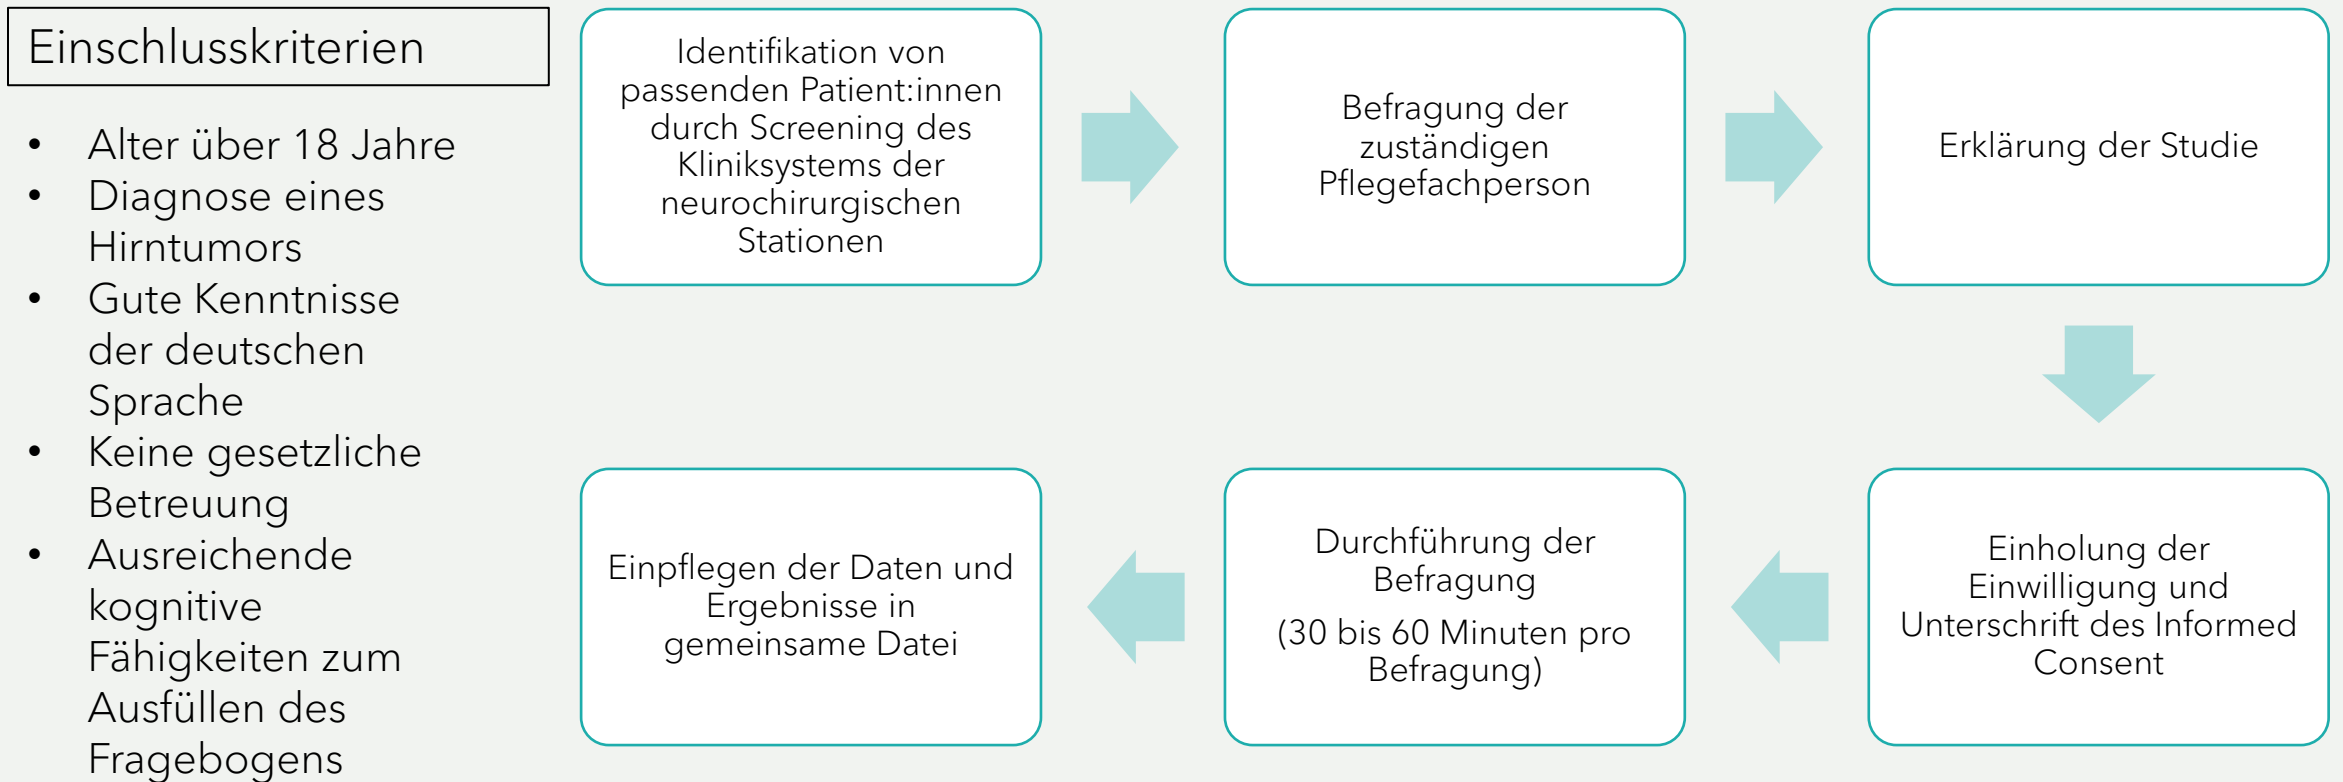 Einschlusskriterien
• Alter über 18 Jahre
• Diagnose eines
Hirntumors
• Gute Kenntnisse
der deutschen
Sprache
• Keine gesetzliche
Betreuung
• Ausreichende
kognitive
Fähigkeiten zum
Ausfüllen des
Fragebogens
Identifikation von
passenden Patient:innen
durch Screening des
Kliniksystems der
neurochirurgischen
Stationen
Befragung der
zuständigen
Pflegefachperson
Erklärung der Studie
Einholung der
Einwilligung und
Unterschrift des Informed
Consent
Durchführung der
Befragung
(30 bis 60 Minuten pro
Befragung)
Einpflegen der Daten und
Ergebnisse in
gemeinsame Datei